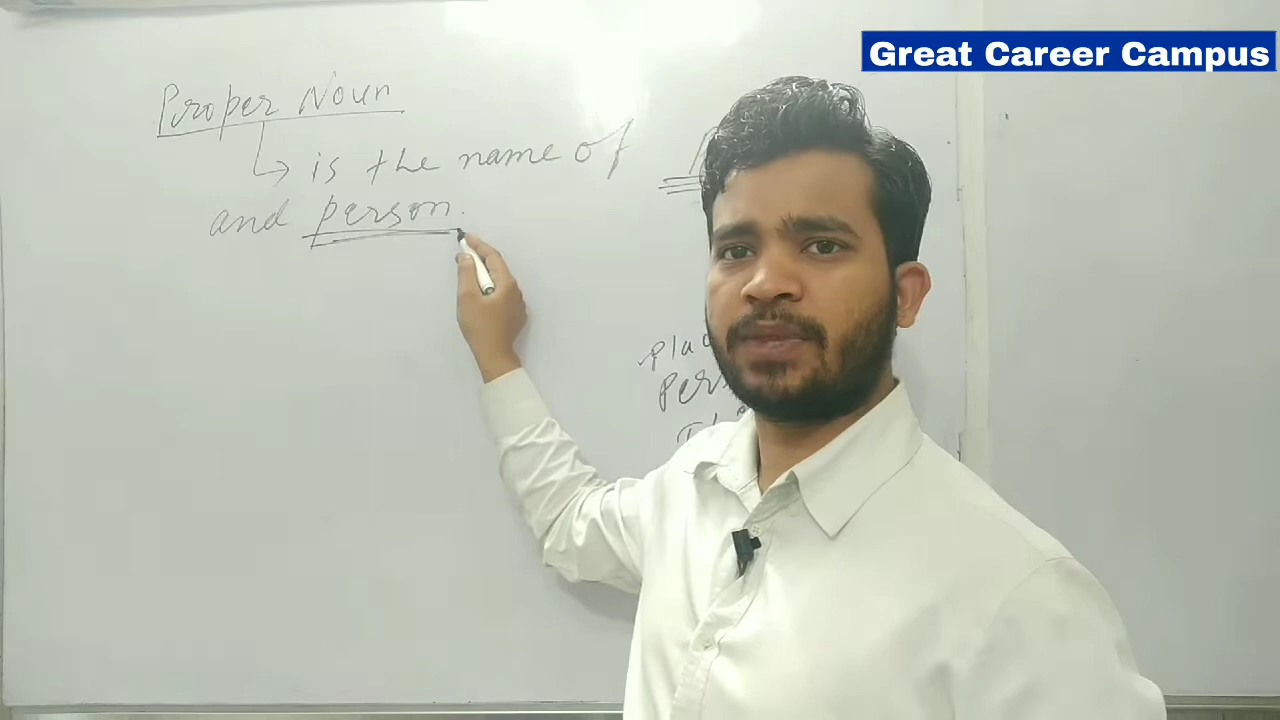 Great Career Campus
Proper Noun
↳ is the name of
and person.